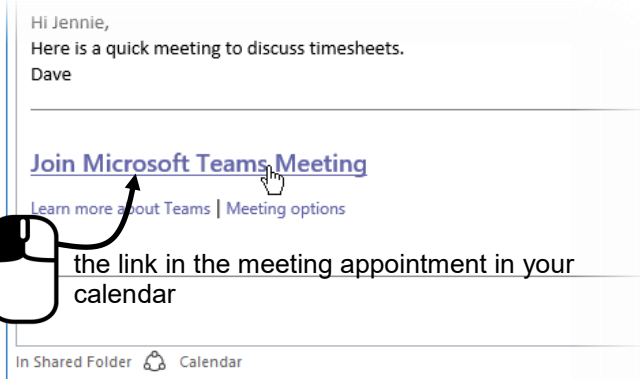 Hi Jennie,
Here is a quick meeting to discuss timesheets.
Dave
Join Microsoft Teams Meeting
Learn more about Teams | Meeting options
the link in the meeting appointment in your
calendar
In Shared Folder Calendar